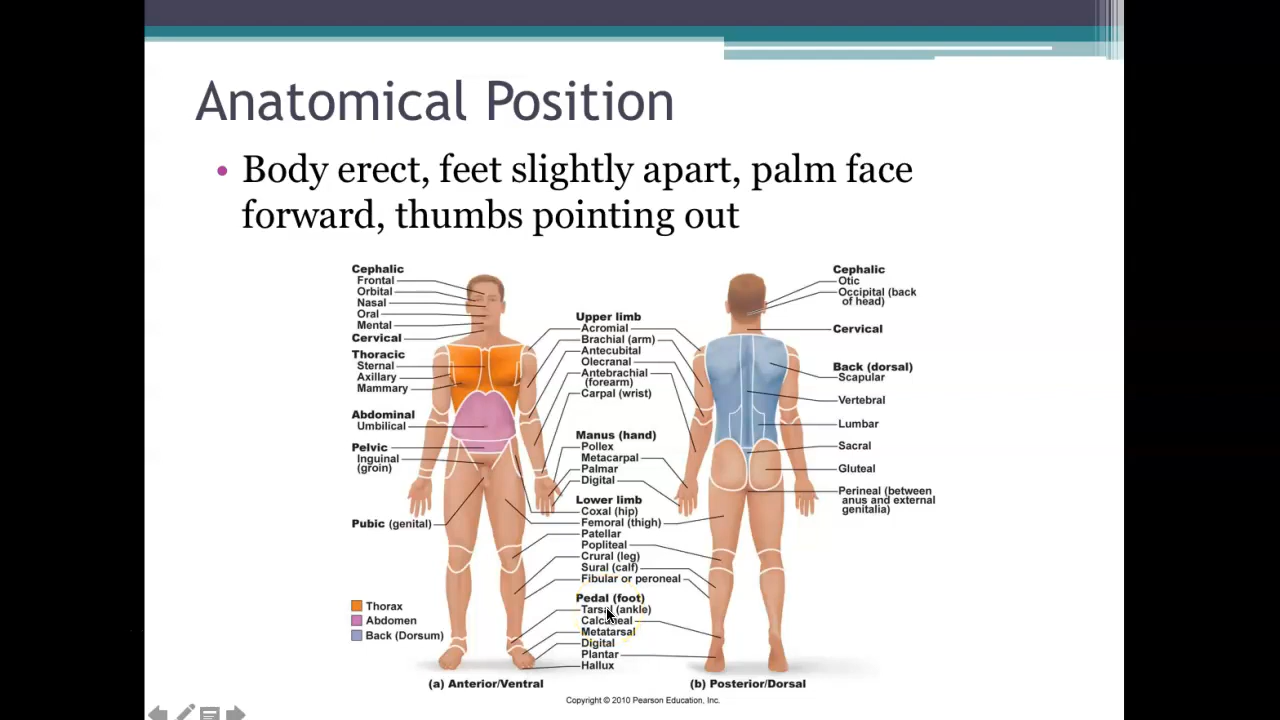 Anatomical Position
• Body erect, feet slightly apart, palm face
forward, thumbs pointing out
Cephalic
Frontal
Orbital
Nasal
Oral
Mental
Cervical
Thoracic
Sternal
Axillary
Mammary
Abdominal
Umbilical
Pelvic
Inguinal
(groin)
Pubic (genital)
Thorax
Abdomen
Back (Dorsum)
(a) Anterior/Ventral
Upper limb
Acromial
Brachial (arm)
Antecubital
Olecranal
Antebrachial
(forearm)
Carpal (wrist)
Manus (hand)
Pollex
Metacarpal
Palmar
Digital
Lower limb
Coxal (hip)
Femoral (thigh)
Patellar
Popliteal
Crural (leg)
Sural (calf)
Fibular or peroneal
Pedal (foot)
Tarsal (ankle)
Calcaneal
Metatarsal
Digital
Plantar
Hallux
Cephalic
Otic
Occipital (back
of head)
Cervical
Back (dorsal)
Scapular
Vertebral
Lumbar
Sacral
Gluteal
Perineal (between
anus and external
genitalia)
(b) Posterior/Dorsal
Copyright © 2010 Pearson Education, Inc.